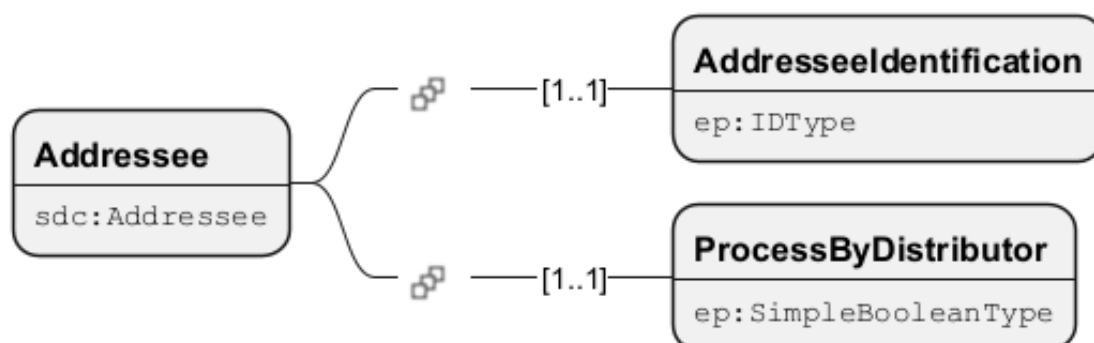 AddresseeIdentification
[1..1]
ep:IDType
Addressee
sdc:Addressee
ProcessByDistributor
[1..1]
ep:SimpleBooleanType